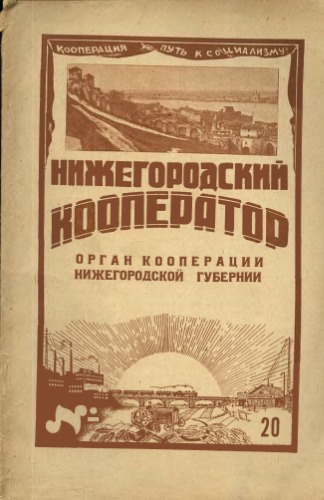 КООПЕРАЦИЯ ПУТЬ К СОЦИАЛИЗМУ!
НИЖЕГОРОДСКИЙ
КООПЕРАТОР
ОРГАН КООПЕРАЦИИ
НИЖЕГОРОДСКОЙ ГУБЕРНИИ
№
20